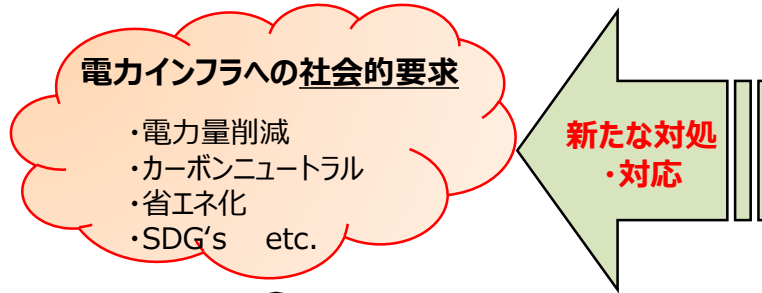 電力インフラへの社会的要求
・電力量削減
・カーボンニュートラル
・省エネ化
・SDG‘s etc.
新たな対処
・対応